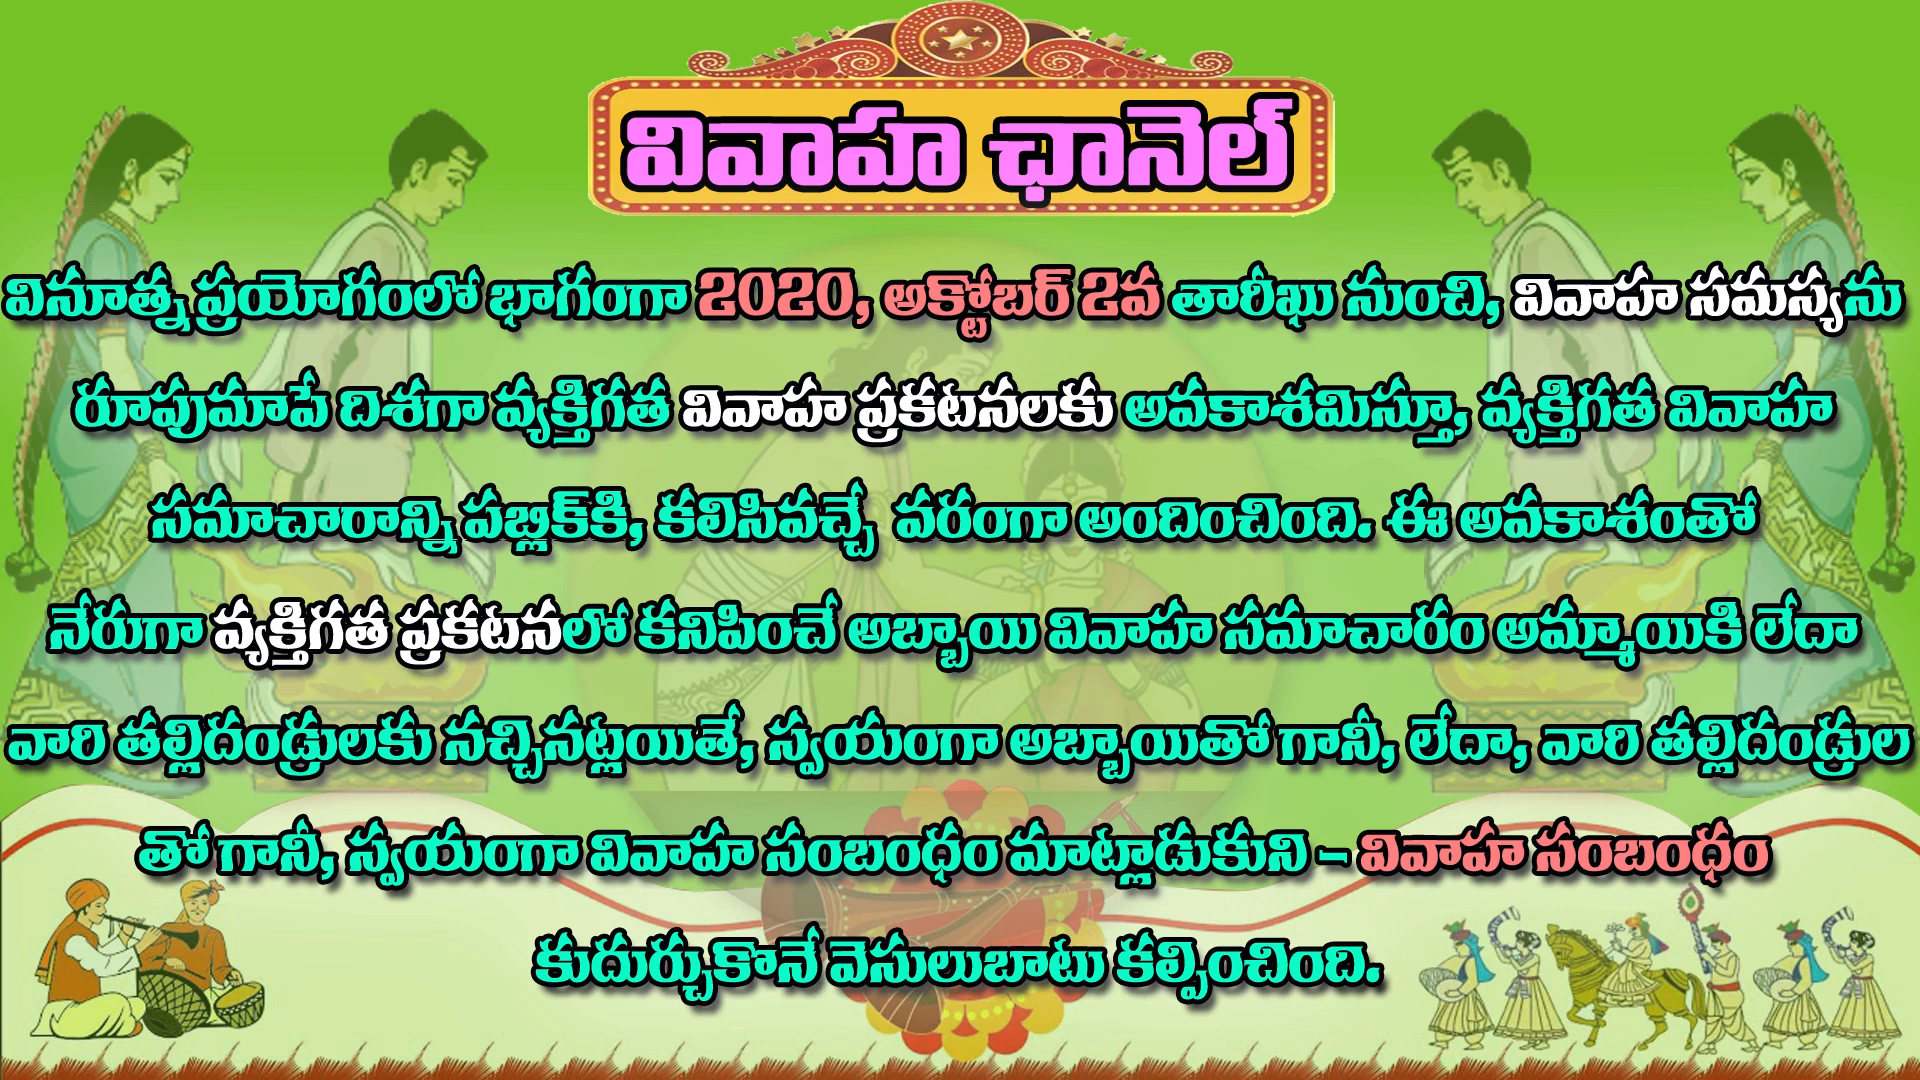 వివాహ ఛానెల్
వినూత్న ప్రయోగంలో భాగంగా 2020, అక్టోబర్ 2వ తారీఖు నుంచి, వివాహ సమస్యను
రూపుమాపే దిశగా వ్యక్తిగత వివాహ ప్రకటనలకు అవకాశమిస్తూ, వ్యక్తిగత వివాహ
సమాచారాన్ని పబ్లిక్‌కి, కలిసివచ్చే వరంగా అందించింది. ఈ అవకాశంతో
నేరుగా వ్యక్తిగత ప్రకటనలో కనిపించే అబ్బాయి వివాహ సమాచారం అమ్మాయికి లేదా
వారి తల్లిదండ్రులకు నచ్చినట్లయితే, స్వయంగా అబ్బాయితో గానీ, లేదా, వారి తల్లిదండ్రుల
తో గానీ, స్వయంగా వివాహ సంబంధం మాట్లాడుకుని – వివాహ సంబంధం
కుదుర్చుకొనే వెసులుబాటు కల్పించింది.